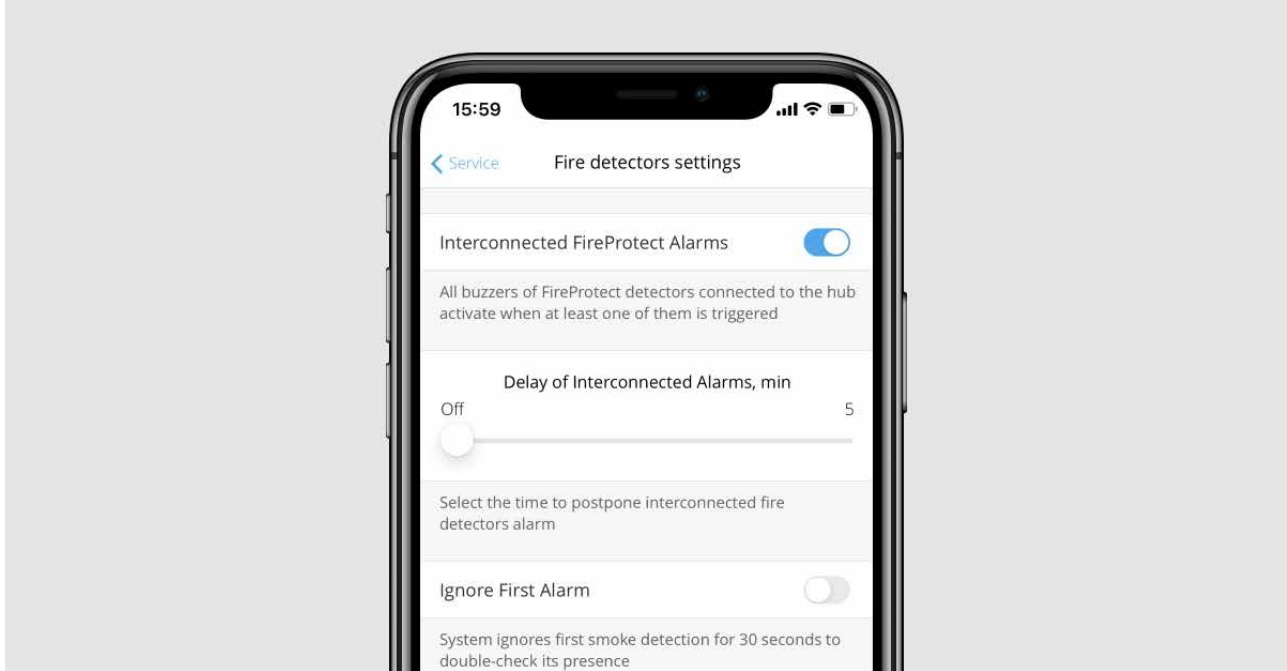 15:59
Service
Fire detectors settings
Interconnected FireProtect Alarms
All buzzers of FireProtect detectors connected to the hub
activate when at least one of them is triggered
Delay of Interconnected Alarms, min
Off 5
Select the time to postpone interconnected fire
detectors alarm
Ignore First Alarm
System ignores first smoke detection for 30 seconds to
double-check its presence